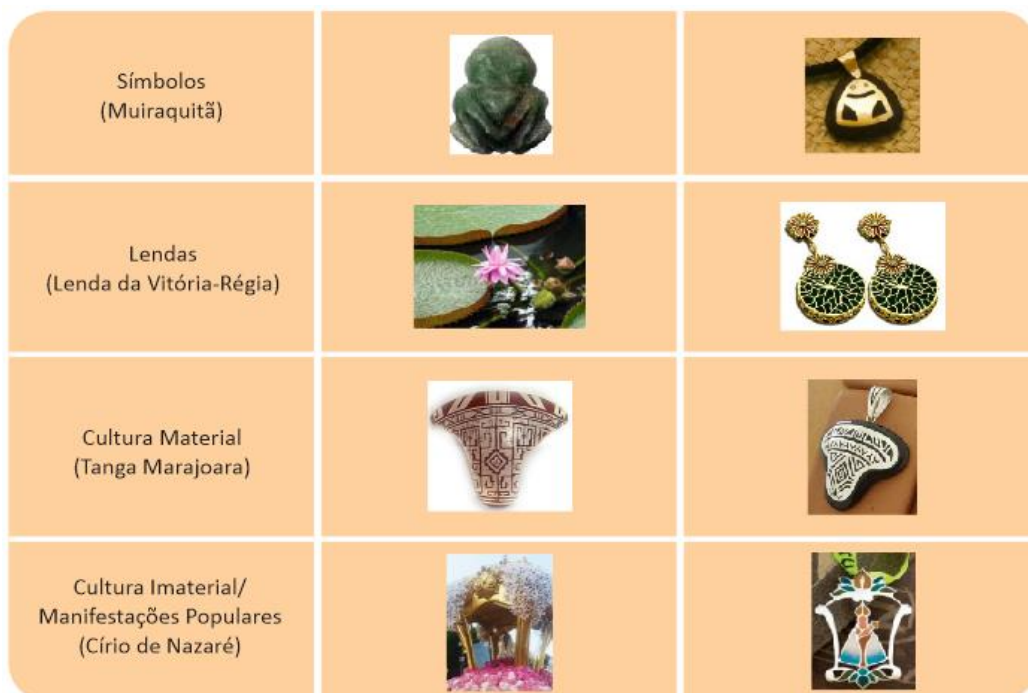 Símbolos
(Muiraquitã)
Lendas
(Lenda da Vitória-Régia)
Cultura Material
(Tanga Marajoara)
Cultura Imaterial/
Manifestações Populares
(Círio de Nazaré)